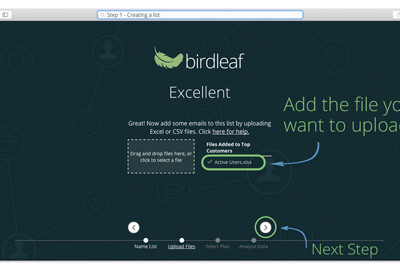 Step 1 - Creating a list
birdleaf
Excellent
Great! Now add some emails to this list by uploading
Excel or CSV files. Click here for help.
Drag and drop files here, or
click to select a file
Files Added to Top
Customers
Active Users.xlsx
Add the file yo
want to upload
Name List
Upload Files
Select Plan
Analyse Data
Next Step